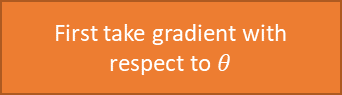 First take gradient with
respect to 𝜃